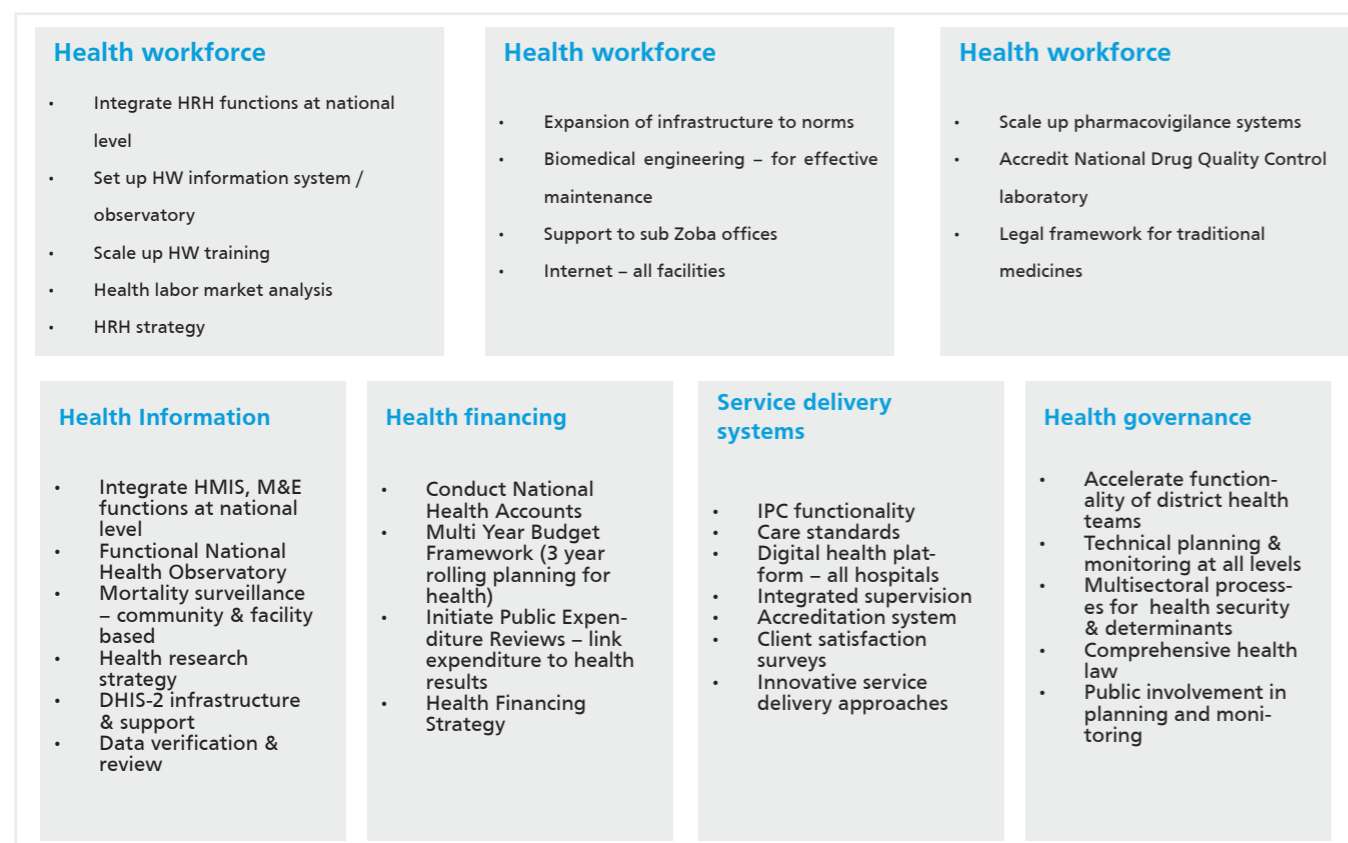 Health workforce
• Integrate HRH functions at national
level
• Set up HW information system /
observatory
• Scale up HW training
• Health labor market analysis
• HRH strategy
Health workforce
• Expansion of infrastructure to norms
• Biomedical engineering – for effective
maintenance
• Support to sub Zoba offices
• Internet – all facilities
Health workforce
• Scale up pharmacovigilance systems
• Accredit National Drug Quality Control
laboratory
• Legal framework for traditional
medicines
Health Information
• Integrate HMIS, M&E
functions at national
level
• Functional National
Health Observatory
• Mortality surveillance
– community & facility
based
• Health research
strategy
• DHIS-2 infrastructure
& support
• Data verification &
review
Health financing
• Conduct National
Health Accounts
• Multi Year Budget
Framework (3 year
rolling planning for
health)
• Initiate Public Expen-
diture Reviews – link
expenditure to health
results
• Health Financing
Strategy
Service delivery
systems
• IPC functionality
• Care standards
• Digital health plat-
form – all hospitals
• Integrated supervision
• Accreditation system
• Client satisfaction
surveys
• Innovative service
delivery approaches
Health governance
• Accelerate function-
ality of district health
teams
• Technical planning &
monitoring at all levels
• Multisectoral process-
es for  health security
& determinants
• Comprehensive health
law
• Public involvement in
planning and moni-
toring